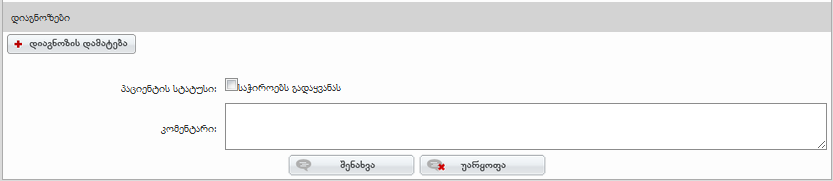 დიაგნოზები
დიაგნოზის დამატება
პაციენტის სტატუსი: საჭიროებს გადაყვანას
კომენტარი:
შენახვა უარყოფა